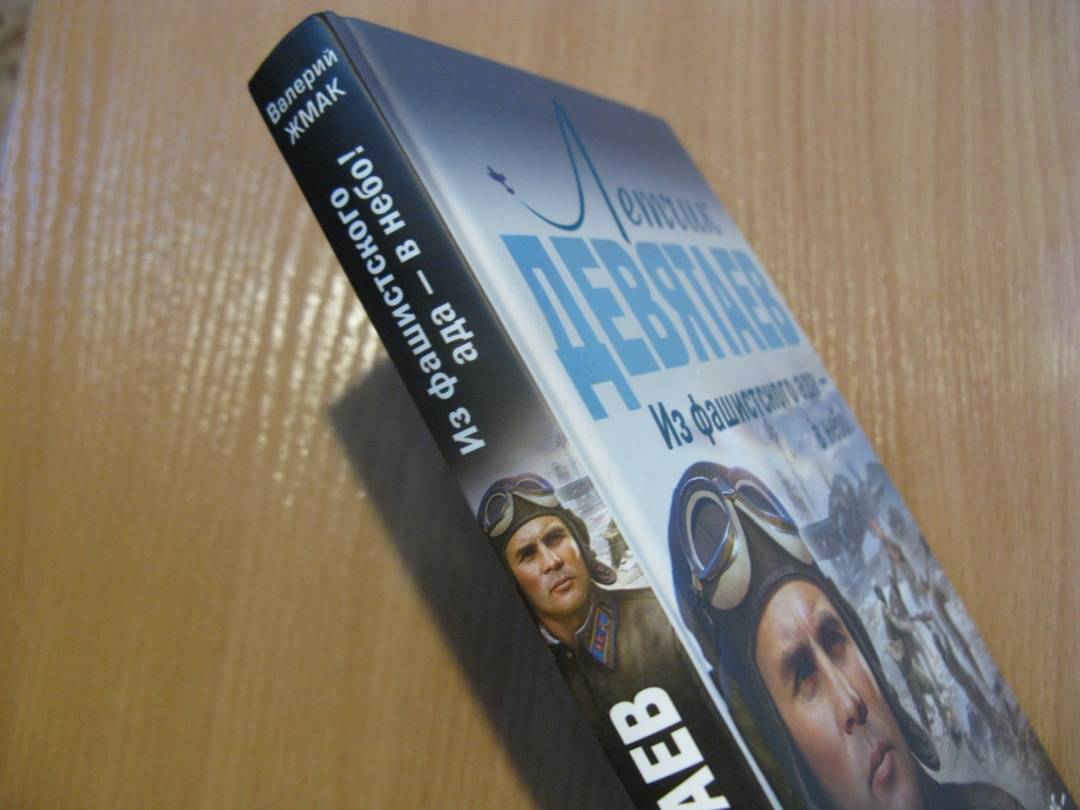 Валерий
ЖМАК
Из фашистского
ада — в небо!
АЕВ
Летчик
ДЕВЯТАЕВ
Из фашистского ада —
в небо!